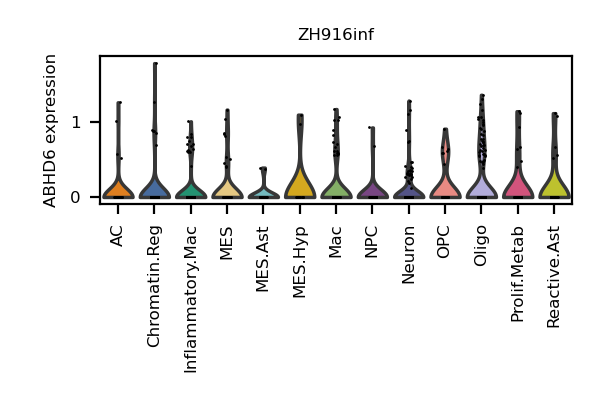 ZH916inf
ABHD6 expression
1
0
AC
Chromatin.Reg
Inflammatory.Mac
MES
MES.Ast
MES.Hyp
Mac
NPC
Neuron
OPC
Oligo
Prolif.Metab
Reactive.Ast